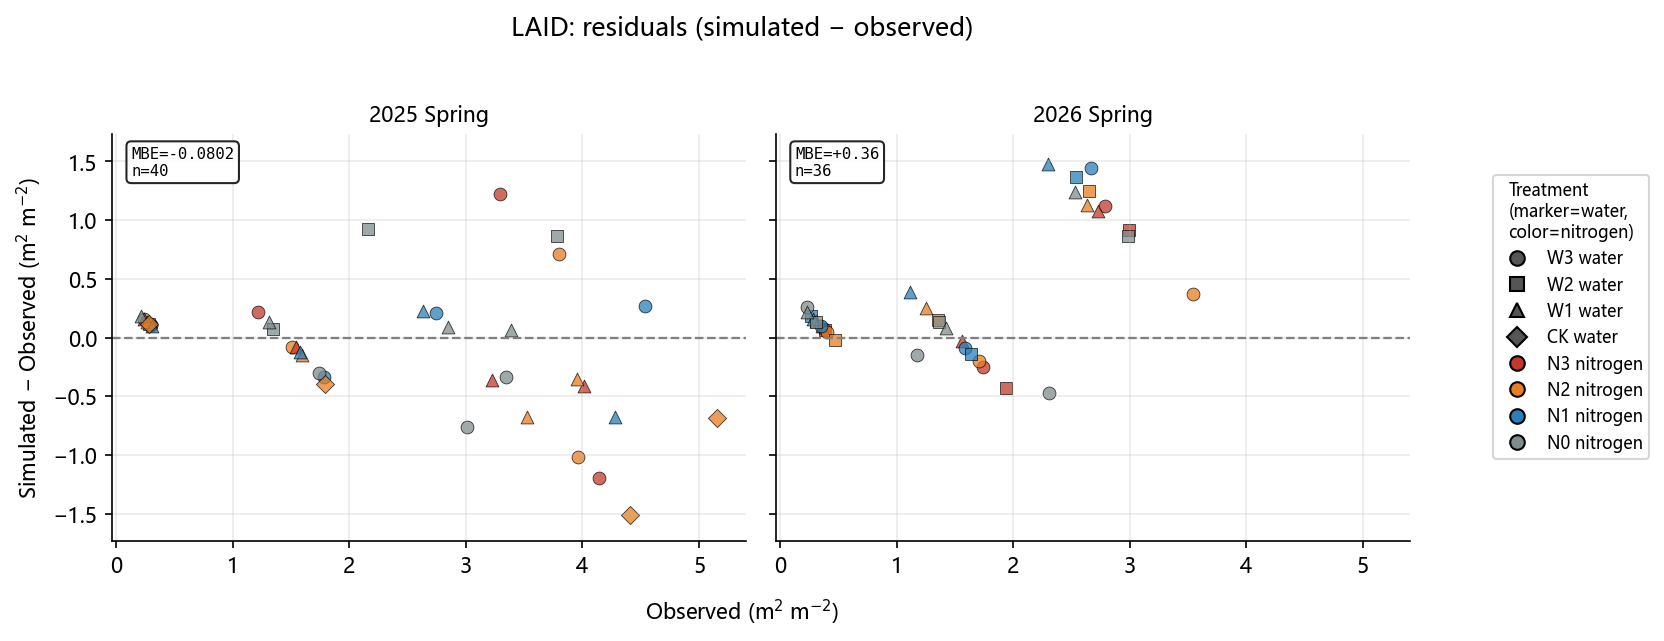 LAID: residuals (simulated − observed)
2025 Spring
2026 Spring
MBE=-0.0802
n=40
MBE=+0.36
n=36
Simulated − Observed (m² m⁻²)
1.5
1.0
0.5
0.0
−0.5
−1.0
−1.5
0 1 2 3 4 5
0 1 2 3 4 5
Observed (m² m⁻²)
Treatment
(marker=water,
color=nitrogen)
W3 water
W2 water
W1 water
CK water
N3 nitrogen
N2 nitrogen
N1 nitrogen
N0 nitrogen